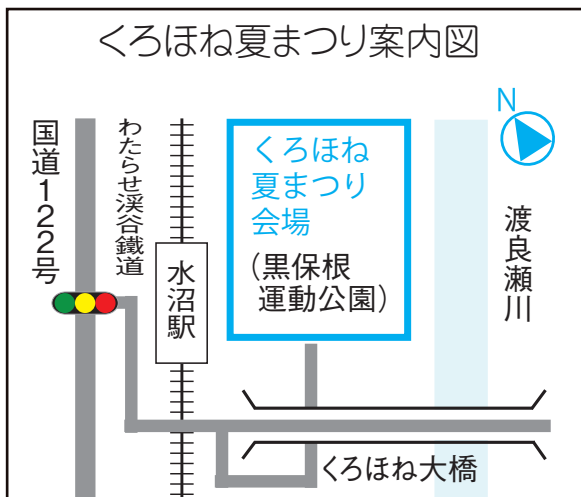 くろほね夏まつり案内図
N
国道122号
わたらせ渓谷鐵道
水沼駅
くろほね
夏まつり
会場
(黒保根
運動公園)
渡良瀬川
くろほね大橋